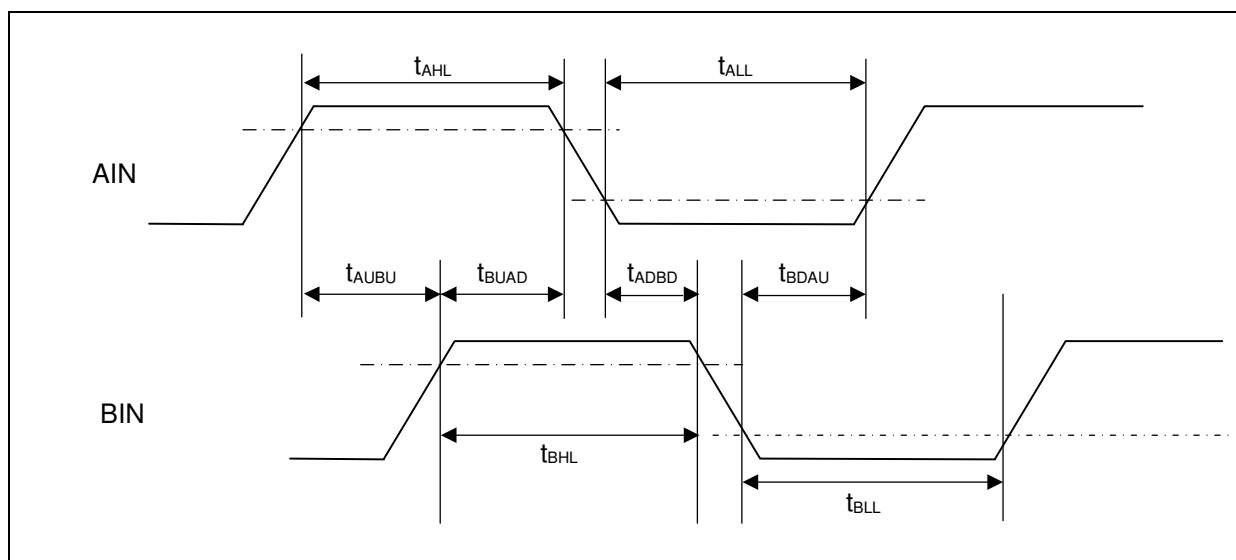 tAHL tALL
AIN
tAUBU tBUAD tADBD tBDAU
BIN
tBHL
tBLL